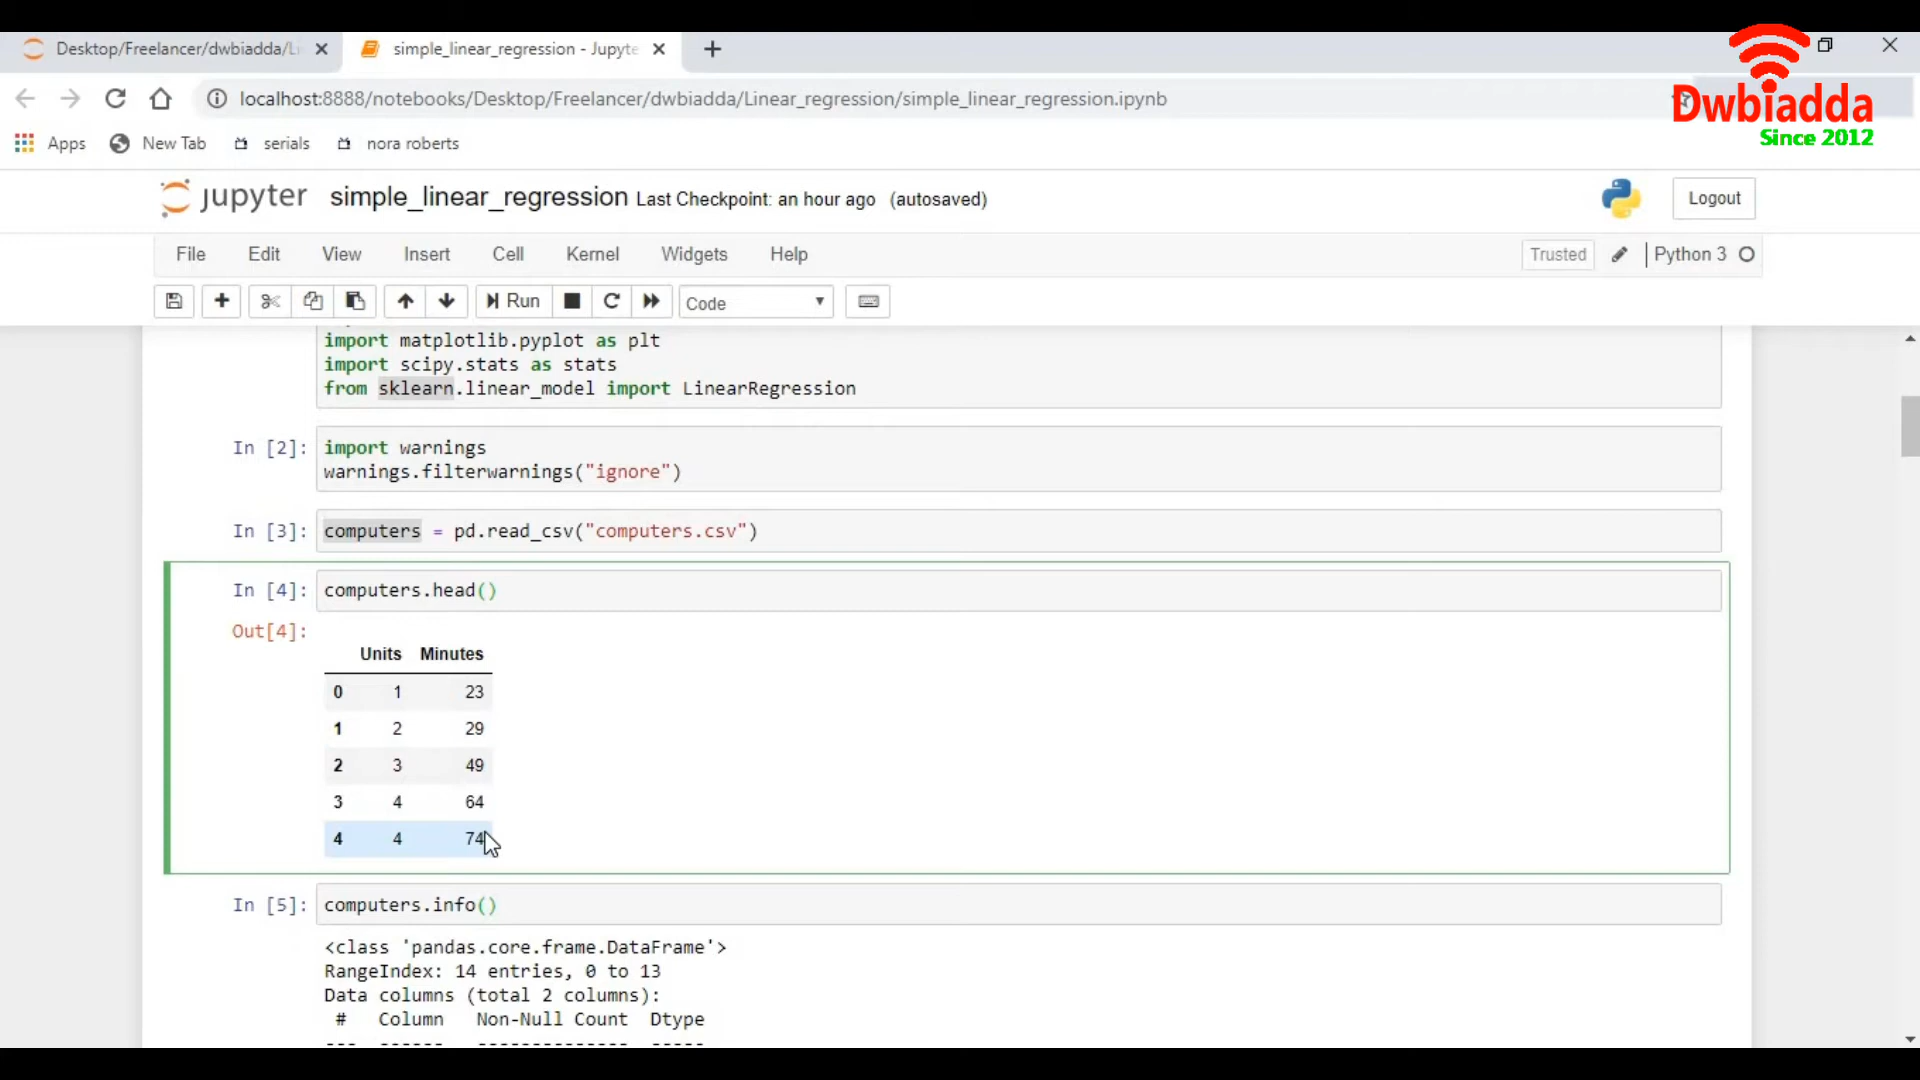 Desktop/Freelancer/dwbiadda/Li
simple_linear_regression - Jupyte
localhost:8888/notebooks/Desktop/Freelancer/dwbiadda/Linear_regression/simple_linear_regression.ipynb
Dwbiadda
Since 2012
Apps New Tab serials nora roberts
jupyter simple_linear_regression Last Checkpoint: an hour ago (autosaved)
Logout
File Edit View Insert Cell Kernel Widgets Help
Trusted Python 3
Run Code
import matplotlib.pyplot as plt
import scipy.stats as stats
from sklearn.linear_model import LinearRegression
In [2]: import warnings
warnings.filterwarnings("ignore")
In [3]: computers = pd.read_csv("computers.csv")
In [4]: computers.head()
Out[4]:
Units Minutes
0 1 23
1 2 29
2 3 49
3 4 64
4 4 74
In [5]: computers.info()
<class 'pandas.core.frame.DataFrame'>
RangeIndex: 14 entries, 0 to 13
Data columns (total 2 columns):
# Column Non-Null Count Dtype
--- ------ -------------- -----